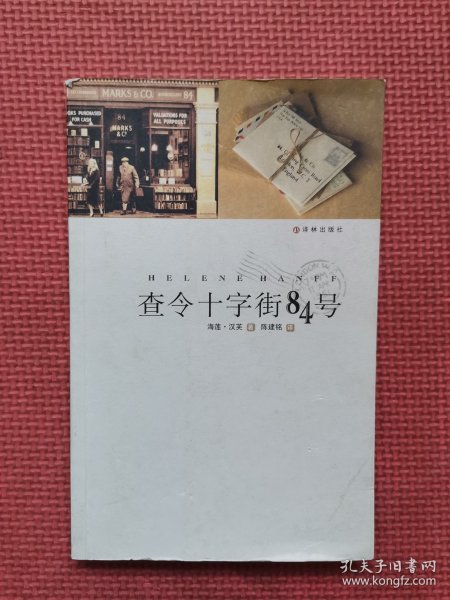 MARKS & CO. 84
BOOKS PURCHASED
FOR CASH
MARKS
& Co
VALUATIONS FOR
ALL PURPOSES
译林出版社
HELENE HANFF
查令十字街84号
海莲·汉芙 著 陈建铭 译
孔夫子旧书网
www.kongfz.com